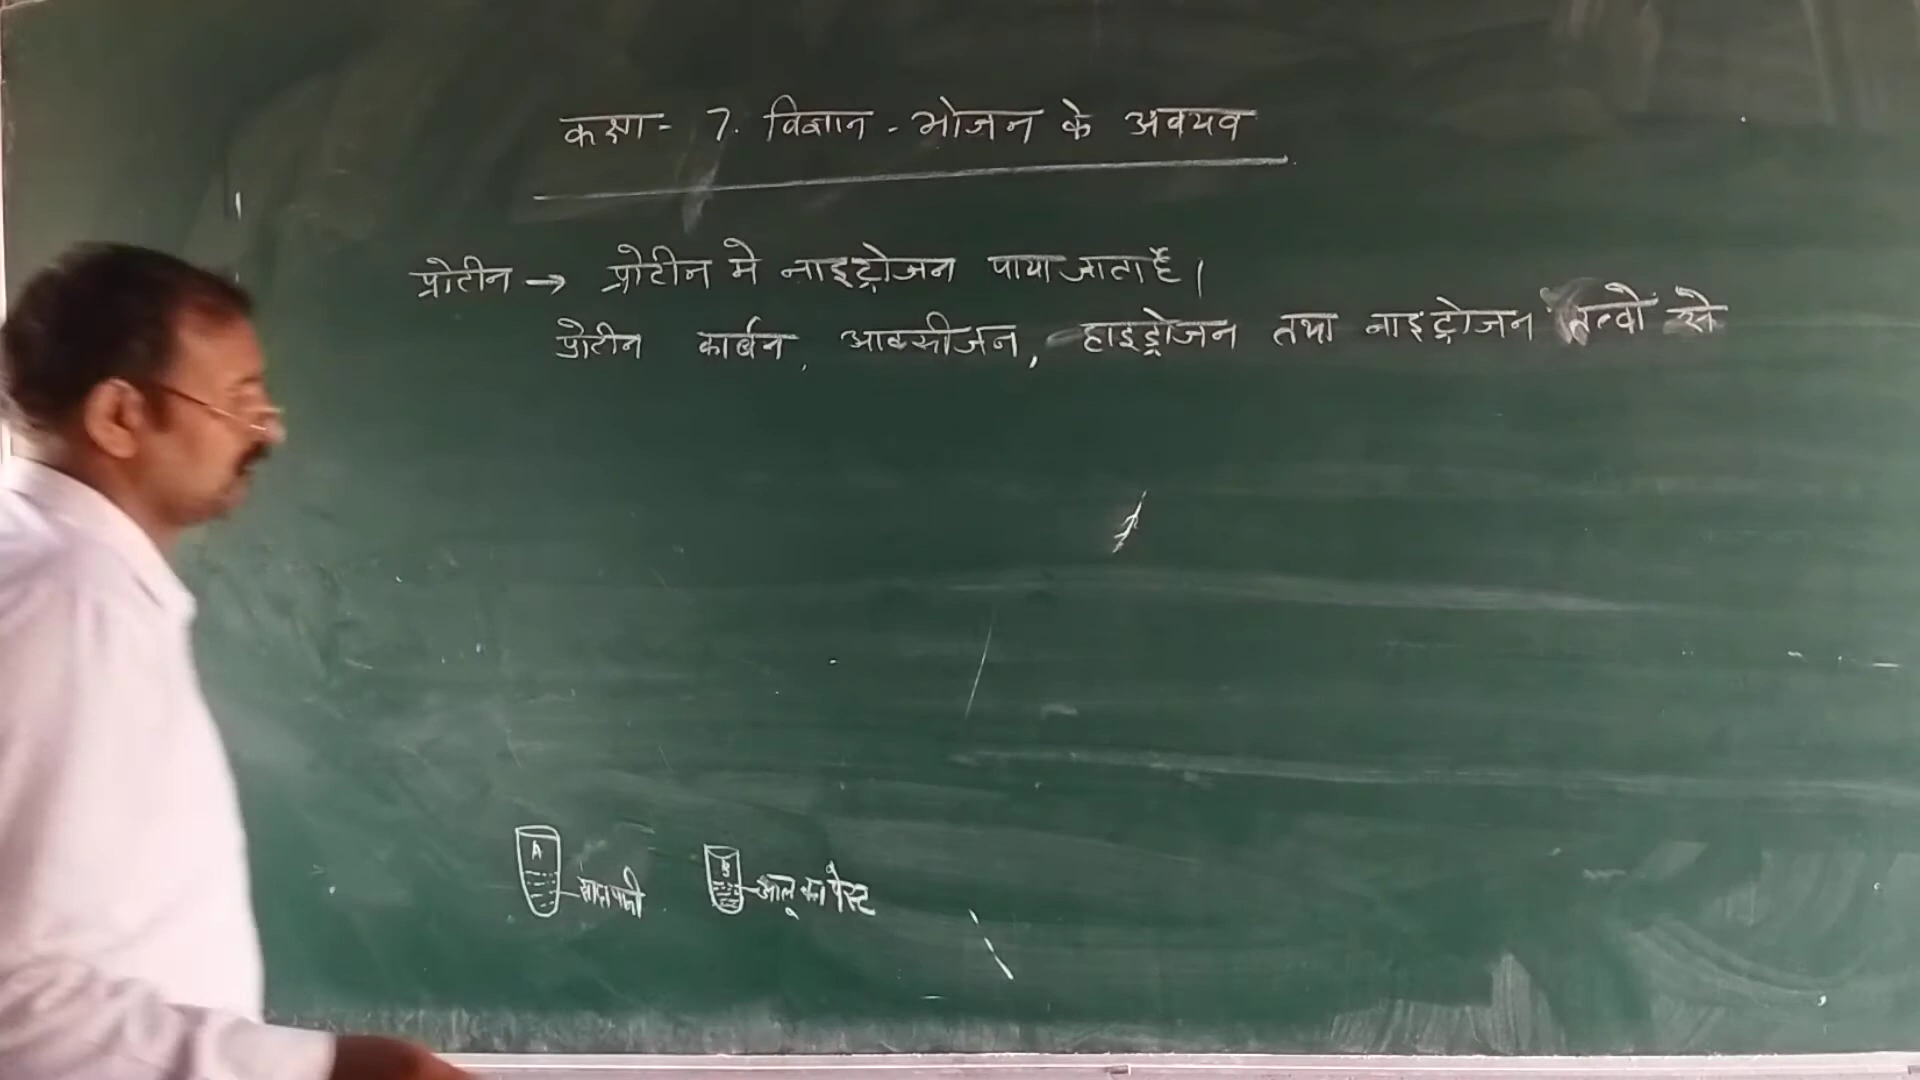 कक्षा - 7. विज्ञान - भोजन के अवयव
प्रोटीन → प्रोटीन मे नाइट्रोजन पाया जाता है।
प्रोटीन कार्बन, आक्सीजन, हाइड्रोजन तथा नाइट्रोजन तत्वों से
A
सादा पानी
B
आलू का पेस्ट